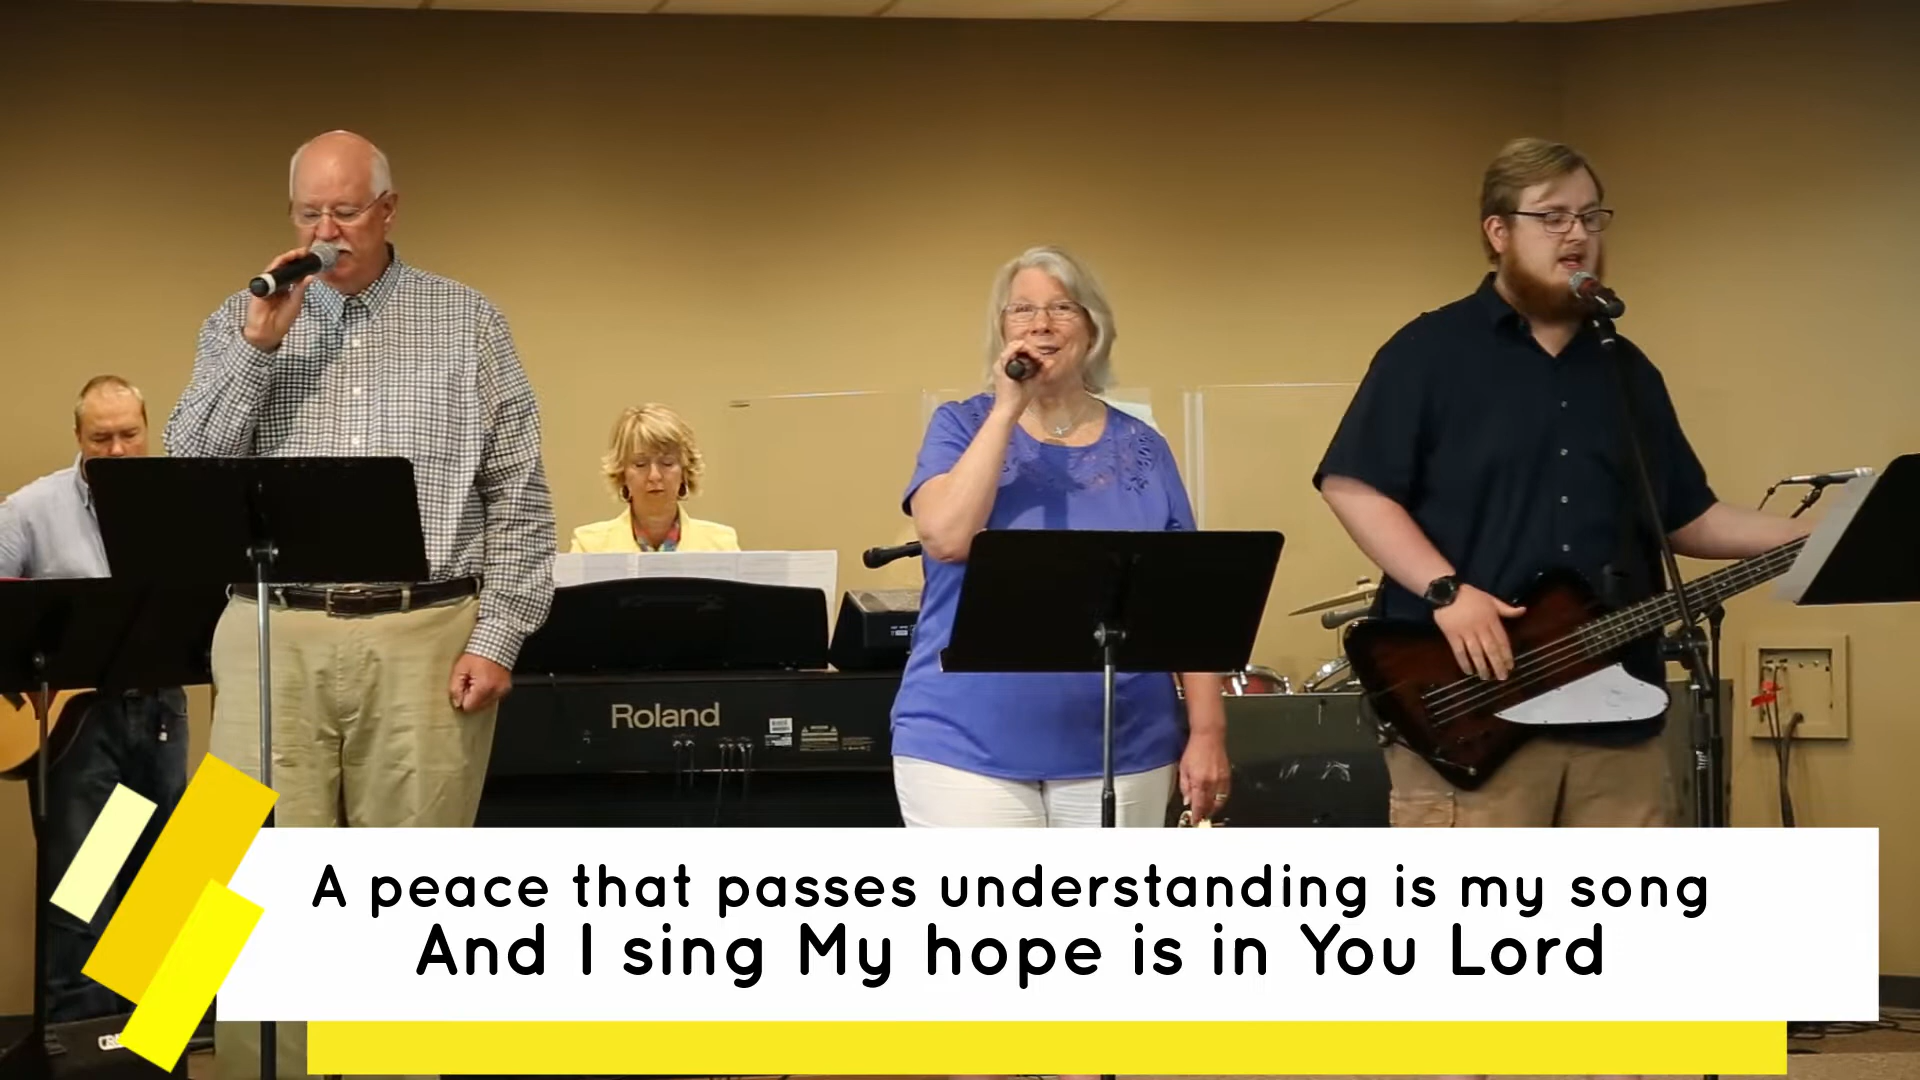 Roland
A peace that passes understanding is my song
And I sing My hope is in You Lord